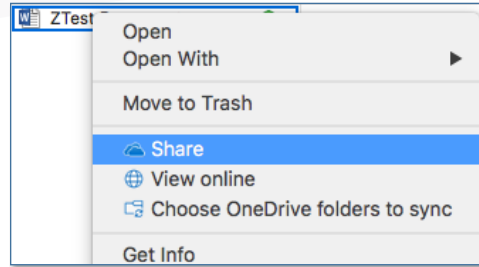 ZTest
Open
Open With
Move to Trash
Share
View online
Choose OneDrive folders to sync
Get Info